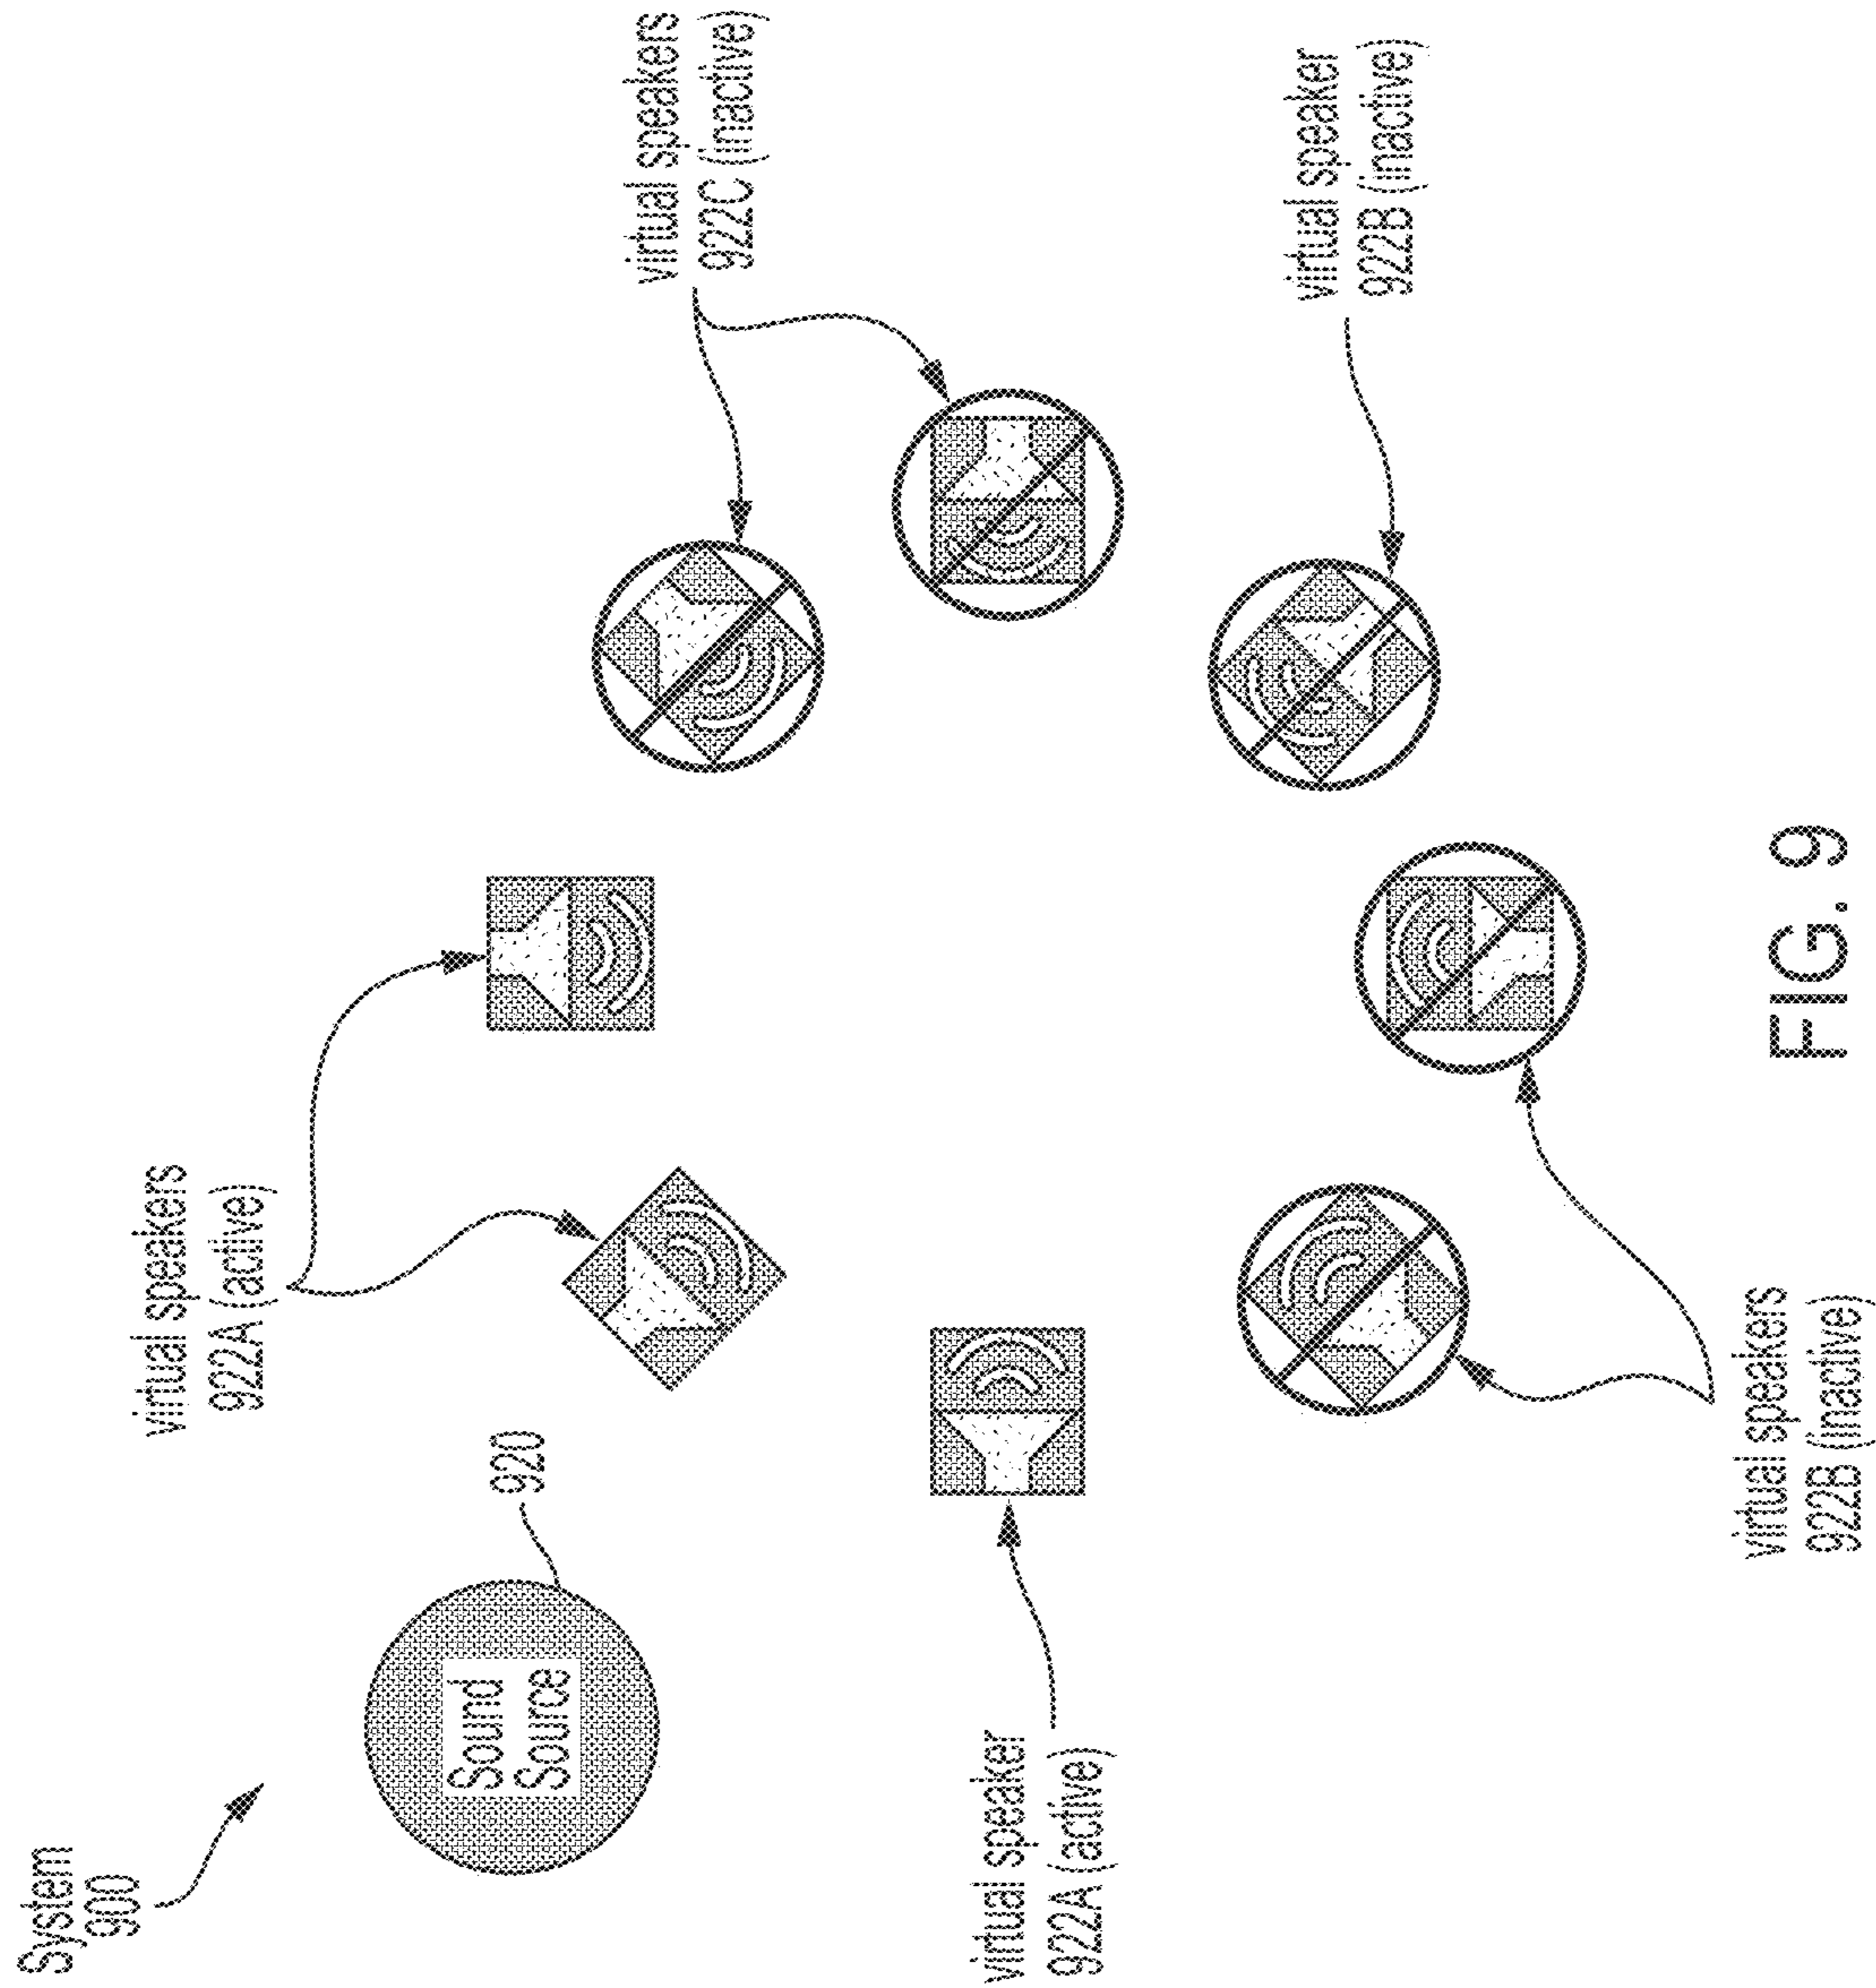 System
900
Sound
Source
920
virtual speakers
922A (active)
virtual speakers
922C (inactive)
virtual speaker
922A (active)
virtual speaker
922B (inactive)
virtual speakers
922B (inactive)
FIG. 9